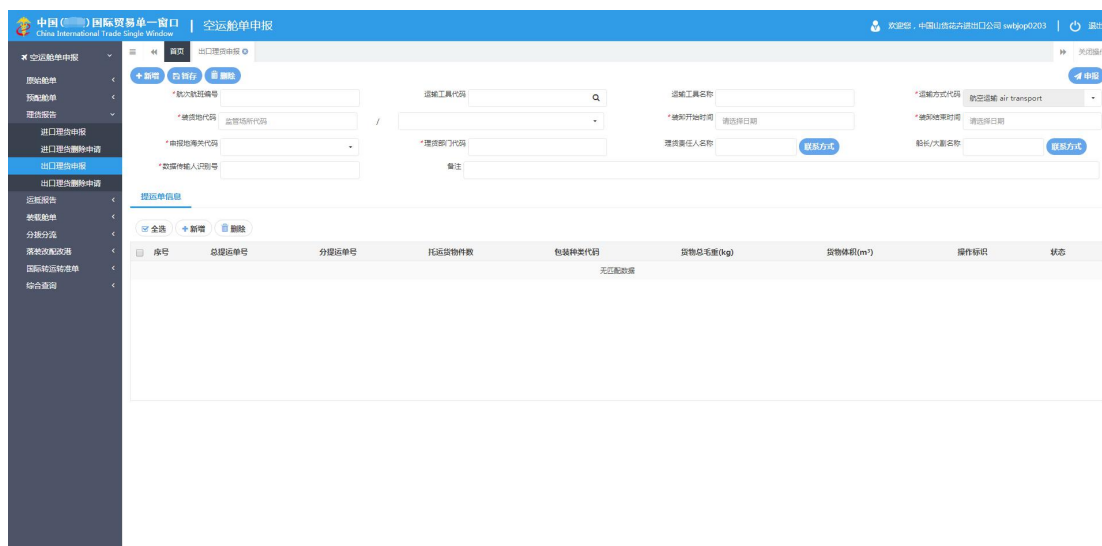 中国( )国际贸易单一窗口 | 空运舱单申报
China International Trade Single Window
欢迎您，中国山货花卉进出口公司 swbjop0203
退出
空运舱单申报
原始舱单
预配舱单
理货报告
进口理货申报
进口理货删除申请
出口理货申报
出口理货删除申请
运抵报告
装载舱单
分拨分流
落装改配改港
国际转运转准单
综合查询
首页 出口理货申报 关闭操
+新增 暂存 删除 申报
*航次航班编号 运输工具代码 运输工具名称 *运输方式代码 航空运输 air transport
*装货地代码 监管场所代码 / *装卸开始时间 请选择日期 *装卸结束时间 请选择日期
*申报地海关代码 *理货部门代码 理货责任人名称 联系方式 船长/大副名称 联系方式
*数据传输人识别号 备注
提运单信息
全选 +新增 删除
序号 总提运单号 分提运单号 托运货物件数 包装种类代码 货物总毛重(kg) 货物体积(m³) 操作标识 状态
无匹配数据